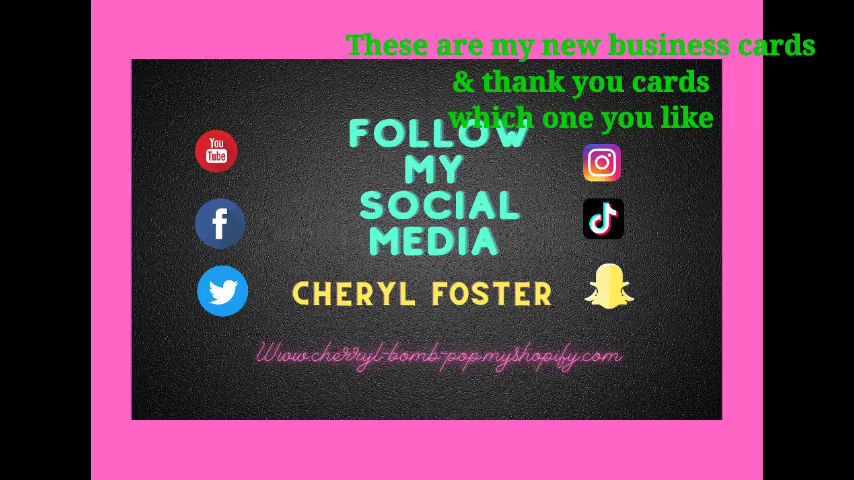 These are my new business cards
& thank you cards
which one you like
FOLLOW
MY
SOCIAL
MEDIA
You
Tube
CHERYL FOSTER
Www.cherryl-bomb-pop.myshopify.com